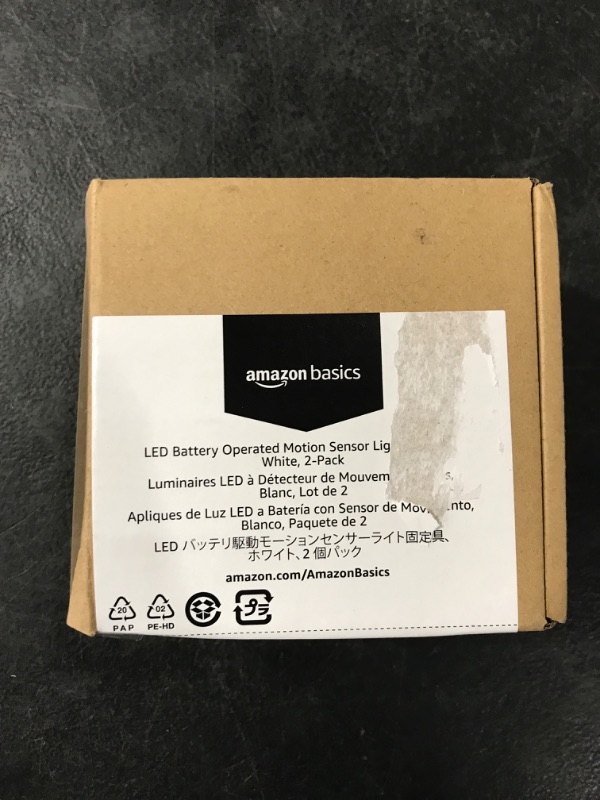 amazon basics
LED Battery Operated Motion Sensor
White, 2-Pack
Luminaires LED à Détecteur de
Blanc, Lot de 2
Apliques de Luz LED a Batería con Sensor de
Blanco, Paquete de 2
LED バッテリ駆動モーションセンサーライト固定具、
ホワイト、2 個パック
amazon.com/AmazonBasics
20
PAP
02
PE-HD
プラ